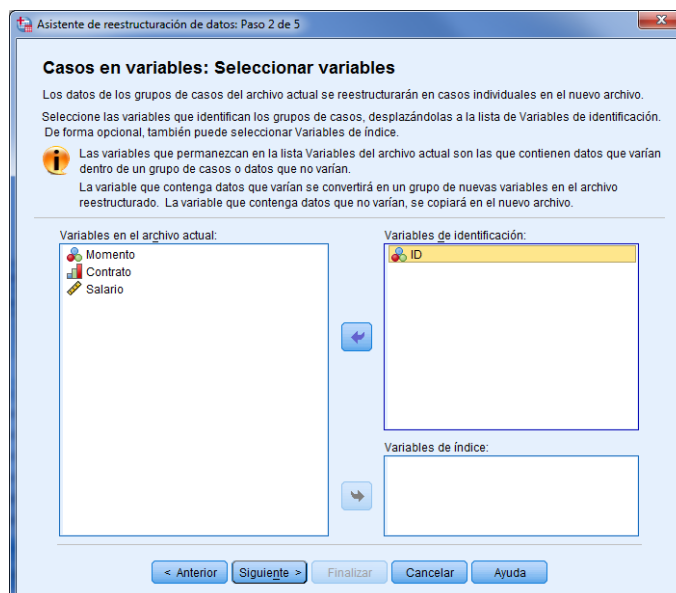 Asistente de reestructuración de datos: Paso 2 de 5
Casos en variables: Seleccionar variables
Los datos de los grupos de casos del archivo actual se reestructurarán en casos individuales en el nuevo archivo.
Seleccione las variables que identifican los grupos de casos, desplazándolas a la lista de Variables de identificación.
De forma opcional, también puede seleccionar Variables de índice.
Las variables que permanezcan en la lista Variables del archivo actual son las que contienen datos que varían
dentro de un grupo de casos o datos que no varían.
La variable que contenga datos que varían se convertirá en un grupo de nuevas variables en el archivo
reestructurado. La variable que contenga datos que no varían, se copiará en el nuevo archivo.
Variables en el archivo actual:
Momento
Contrato
Salario
Variables de identificación:
ID
Variables de índice:
< Anterior
Siguiente >
Finalizar
Cancelar
Ayuda